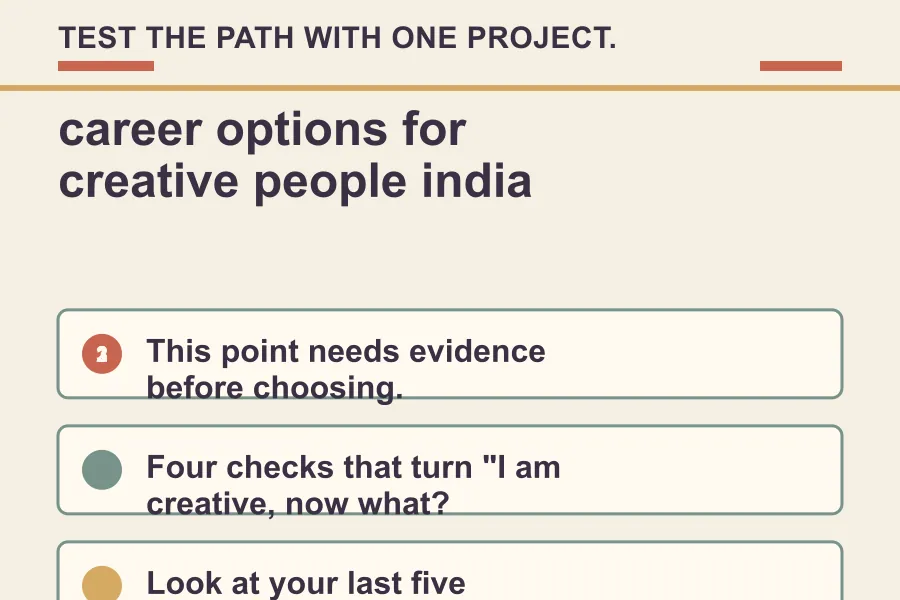 TEST THE PATH WITH ONE PROJECT.
career options for
creative people india
This point needs evidence
before choosing.
Four checks that turn "I am
creative, now what?
Look at your last five